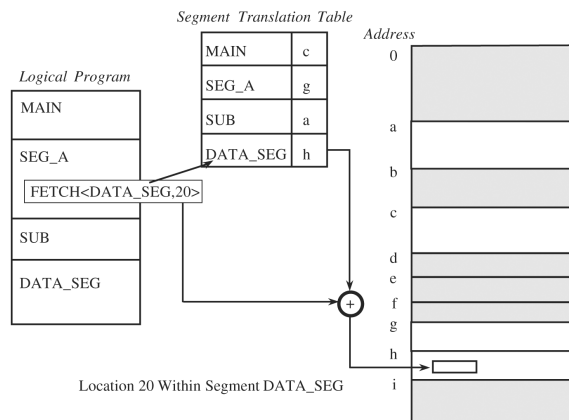 Segment Translation Table
Address
Logical Program
MAIN c
SEG_A g
SUB a
DATA_SEG h
MAIN
SEG_A
FETCH<DATA_SEG,20>
SUB
DATA_SEG
+
0
a
b
c
d
e
f
g
h
i
Location 20 Within Segment DATA_SEG